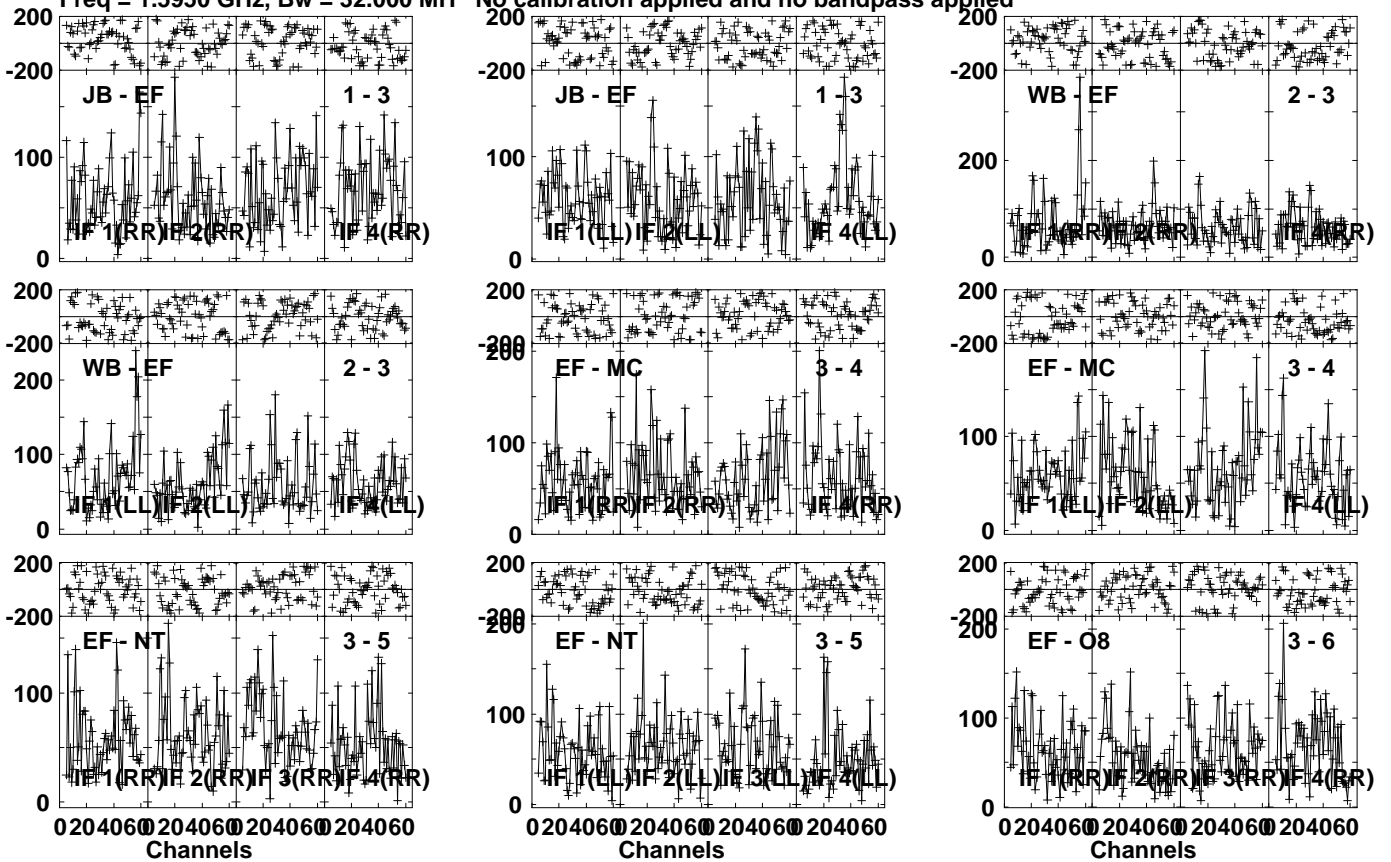 Freq = 1.5950 GHz, Bw = 32.000 MH No calibration applied and no bandpass applied
200
-200
JB - EF 1 - 3
100
0
IF 1(RR) IF 2(RR) IF 4(RR)
200
-200
JB - EF 1 - 3
100
0
IF 1(LL) IF 2(LL) IF 4(LL)
200
-200
WB - EF 2 - 3
200
0
IF 1(RR) IF 2(RR) IF 4(RR)
200
-200
WB - EF 2 - 3
200
100
0
IF 1(LL) IF 2(LL) IF 4(LL)
200
-200
200
EF - MC 3 - 4
100
0
IF 1(RR) IF 2(RR) IF 4(RR)
200
-200
EF - MC 3 - 4
100
0
IF 1(LL) IF 2(LL) IF 4(LL)
200
-200
EF - NT 3 - 5
100
0
IF 1(RR) IF 2(RR) IF 3(RR) IF 4(RR)
0 20 40 60 0 20 40 60 0 20 40 60 0 20 40 60
Channels
200
-200
200
EF - NT 3 - 5
100
0
IF 1(LL) IF 2(LL) IF 3(LL) IF 4(LL)
0 20 40 60 0 20 40 60 0 20 40 60 0 20 40 60
Channels
200
-200
200
EF - O8 3 - 6
100
0
IF 1(RR) IF 2(RR) IF 3(RR) IF 4(RR)
0 20 40 60 0 20 40 60 0 20 40 60 0 20 40 60
Channels